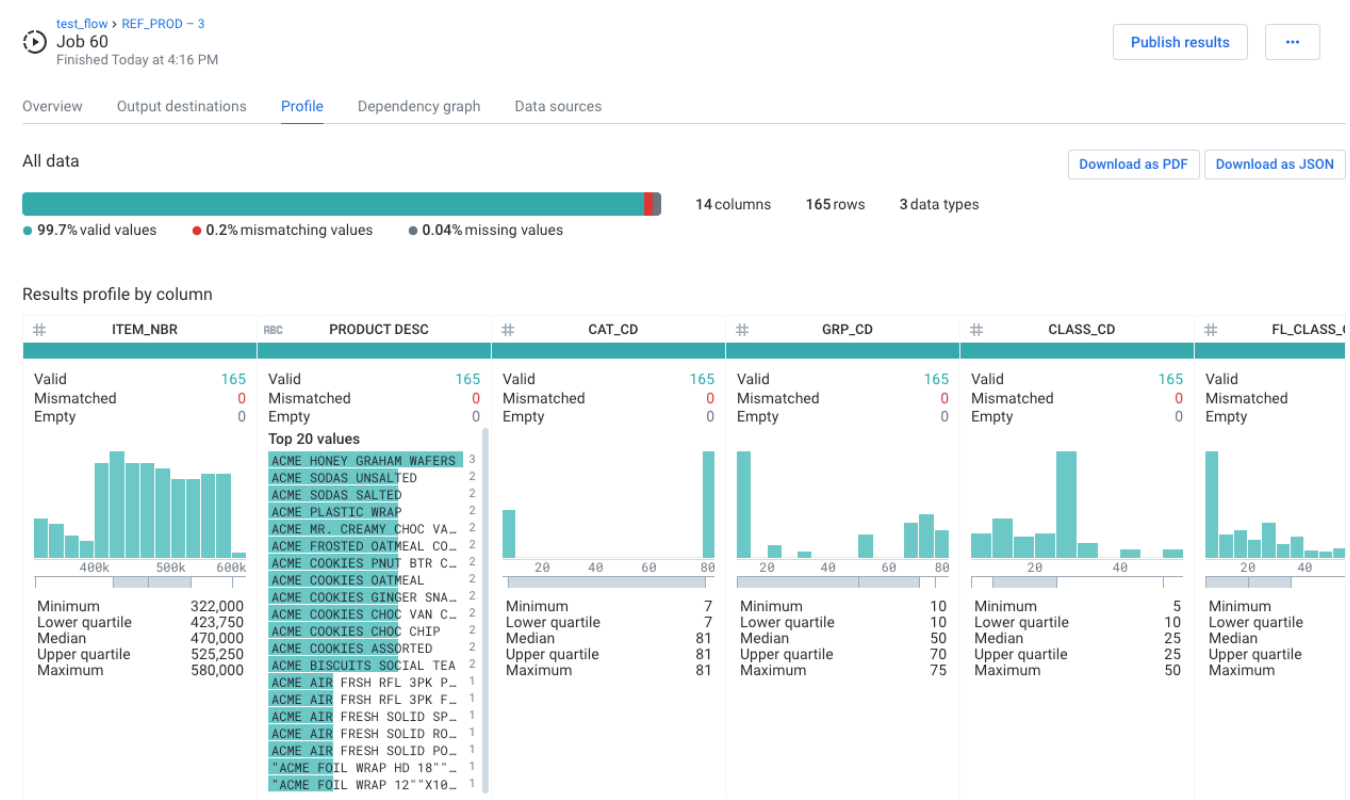 test_flow > REF_PROD – 3
Job 60
Finished Today at 4:16 PM
Publish results
...
Overview Output destinations Profile Dependency graph Data sources
All data
Download as PDF Download as JSON
14 columns 165 rows 3 data types
99.7% valid values 0.2% mismatching values 0.04% missing values
Results profile by column
# ITEM_NBR
Valid 165
Mismatched 0
Empty 0
400k 500k 600k
Minimum 322,000
Lower quartile 423,750
Median 470,000
Upper quartile 525,250
Maximum 580,000
ABC PRODUCT DESC
Valid 165
Mismatched 0
Empty 0
Top 20 values
ACME HONEY GRAHAM WAFERS 3
ACME SODAS UNSALTED 2
ACME SODAS SALTED 2
ACME PLASTIC WRAP 2
ACME MR. CREAMY CHOC VA… 2
ACME FROSTED OATMEAL CO… 2
ACME COOKIES PNUT BTR C… 2
ACME COOKIES OATMEAL 2
ACME COOKIES GINGER SNA… 2
ACME COOKIES CHOC VAN C… 2
ACME COOKIES CHOC CHIP 2
ACME COOKIES ASSORTED 2
ACME BISCUITS SOCIAL TEA 2
ACME AIR FRSH RFL 3PK P… 1
ACME AIR FRSH RFL 3PK F… 1
ACME AIR FRESH SOLID SP… 1
ACME AIR FRESH SOLID RO… 1
ACME AIR FRESH SOLID PO… 1
"ACME FOIL WRAP HD 18""… 1
"ACME FOIL WRAP 12""X10… 1
# CAT_CD
Valid 165
Mismatched 0
Empty 0
20 40 60 80
Minimum 7
Lower quartile 7
Median 81
Upper quartile 81
Maximum 81
# GRP_CD
Valid 165
Mismatched 0
Empty 0
20 40 60 80
Minimum 10
Lower quartile 10
Median 50
Upper quartile 70
Maximum 75
# CLASS_CD
Valid 165
Mismatched 0
Empty 0
20 40
Minimum 5
Lower quartile 10
Median 25
Upper quartile 25
Maximum 50
# FL_CLASS_
Valid
Mismatched
Empty
20 40
Minimum
Lower quartile
Median
Upper quartile
Maximum